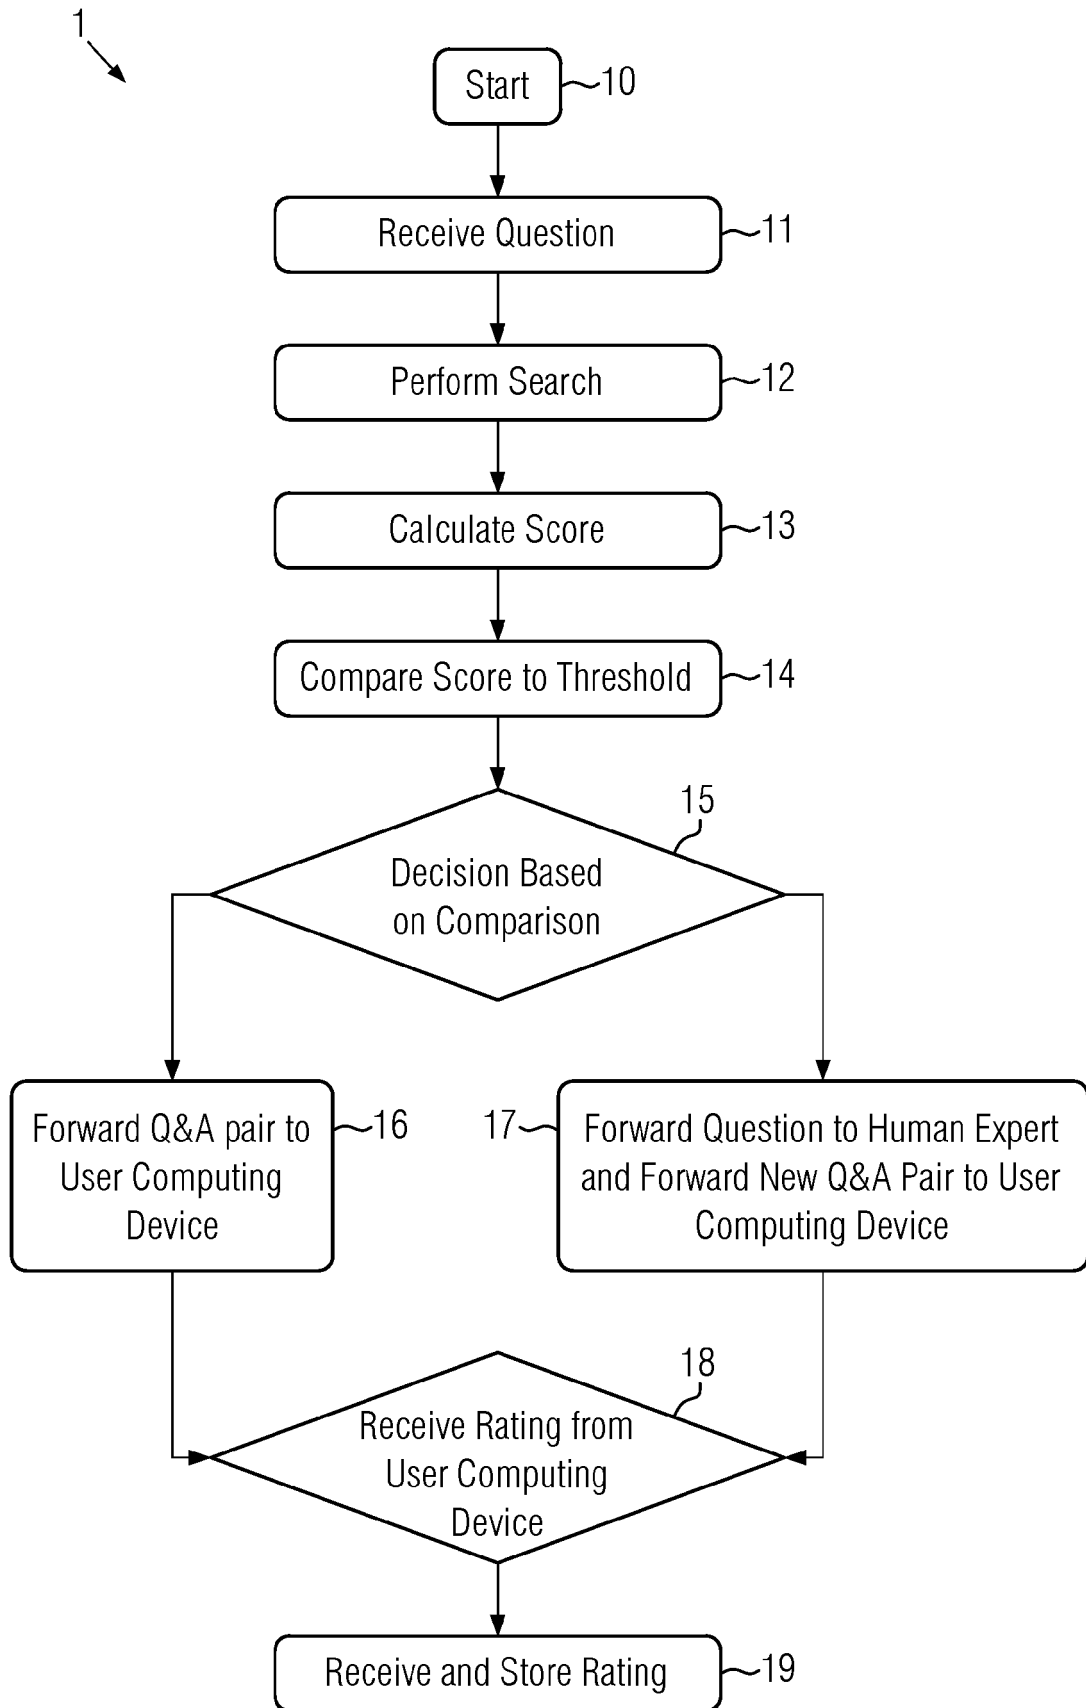 1
Start
10
Receive Question
11
Perform Search
12
Calculate Score
13
Compare Score to Threshold
14
15
Decision Based
on Comparison
Forward Q&A pair to
User Computing
Device
16
17
Forward Question to Human Expert
and Forward New Q&A Pair to User
Computing Device
18
Receive Rating from
User Computing
Device
Receive and Store Rating
19